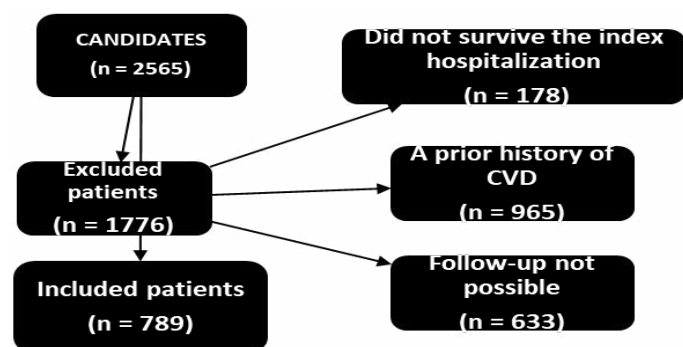 CANDIDATES
(n = 2565)
Excluded
patients
(n = 1776)
Included patients
(n = 789)
Did not survive the index
hospitalization
(n = 178)
A prior history of
CVD
(n = 965)
Follow-up not
possible
(n = 633)